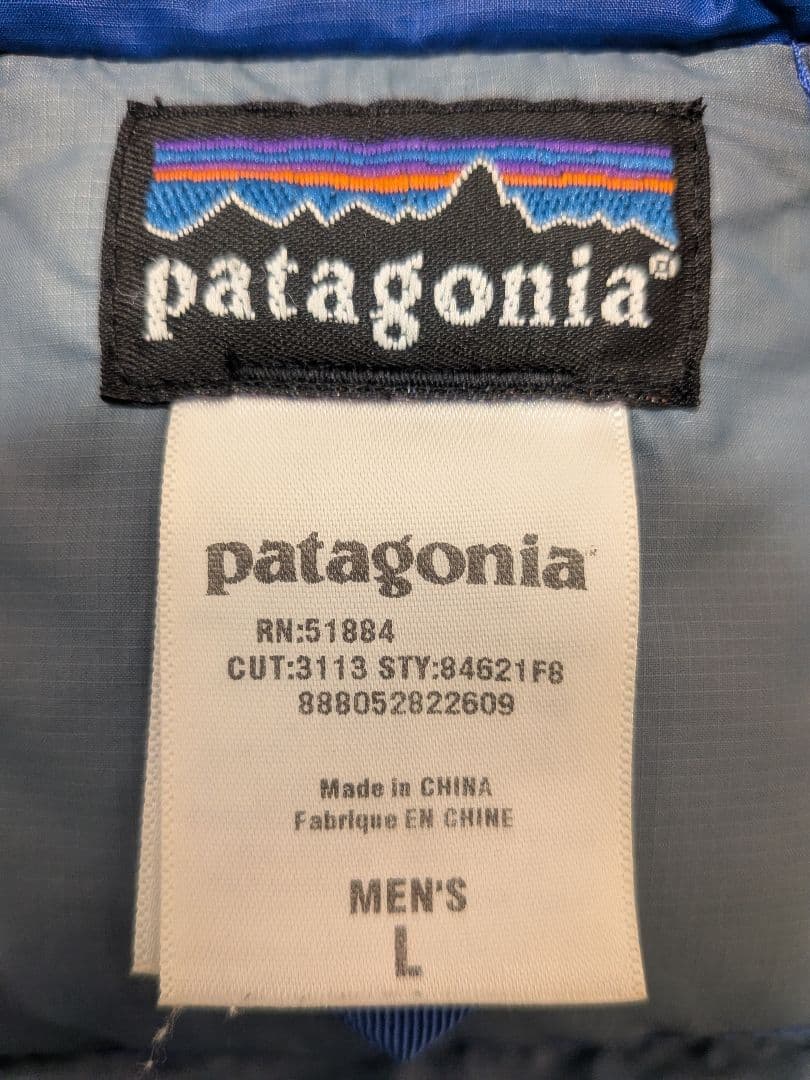 patagonia®
patagonia
RN:51884
CUT:3113 STY:84621F8
888052822609
Made in CHINA
Fabrique EN CHINE
MEN'S
L